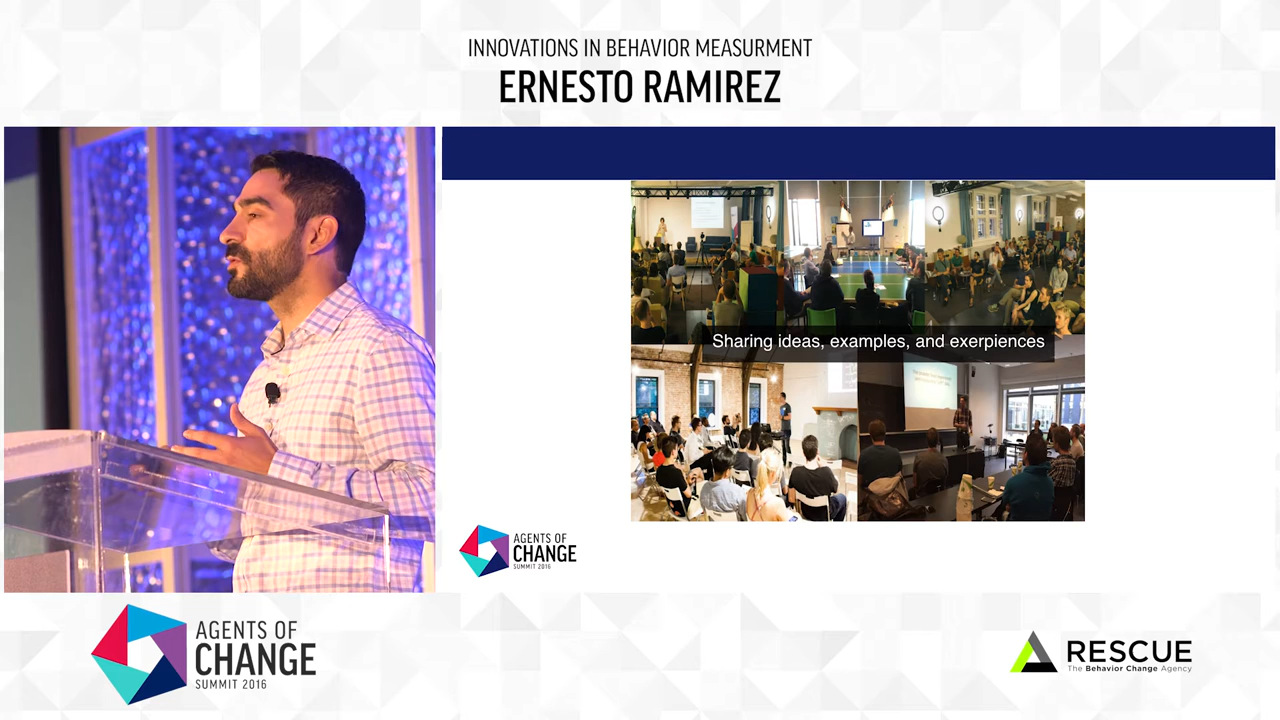 INNOVATIONS IN BEHAVIOR MEASURMENT
ERNESTO RAMIREZ
Sharing ideas, examples, and exerpiences
AGENTS OF
CHANGE
SUMMIT 2016
AGENTS OF
CHANGE
SUMMIT 2016
RESCUE
The Behavior Change Agency